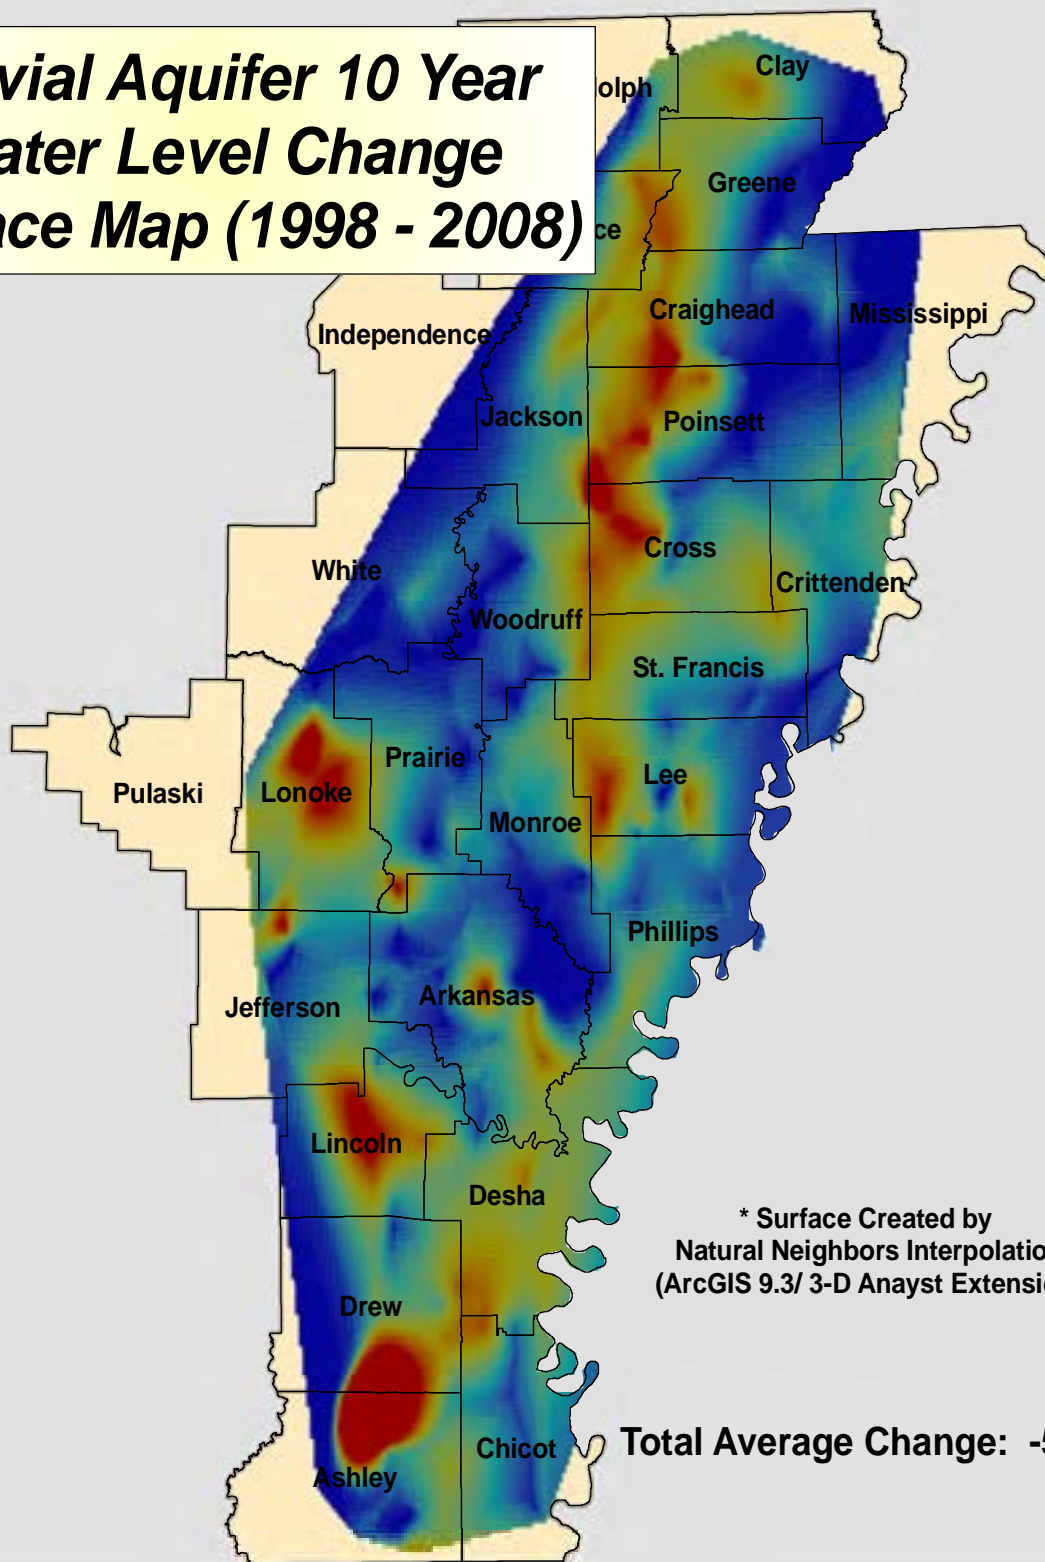 vial Aquifer 10 Year
ater Level Change
ace Map (1998 - 2008)
Clay
olph
Greene
ce
Craighead
Mississippi
Independence
Jackson
Poinsett
Cross
White
Crittenden
Woodruff
St. Francis
Prairie
Lee
Pulaski
Lonoke
Monroe
Phillips
Arkansas
Jefferson
Lincoln
Desha
* Surface Created by
Natural Neighbors Interpolatio
(ArcGIS 9.3/ 3-D Anayst Extensi
Drew
Total Average Change: -5
Chicot
Ashley